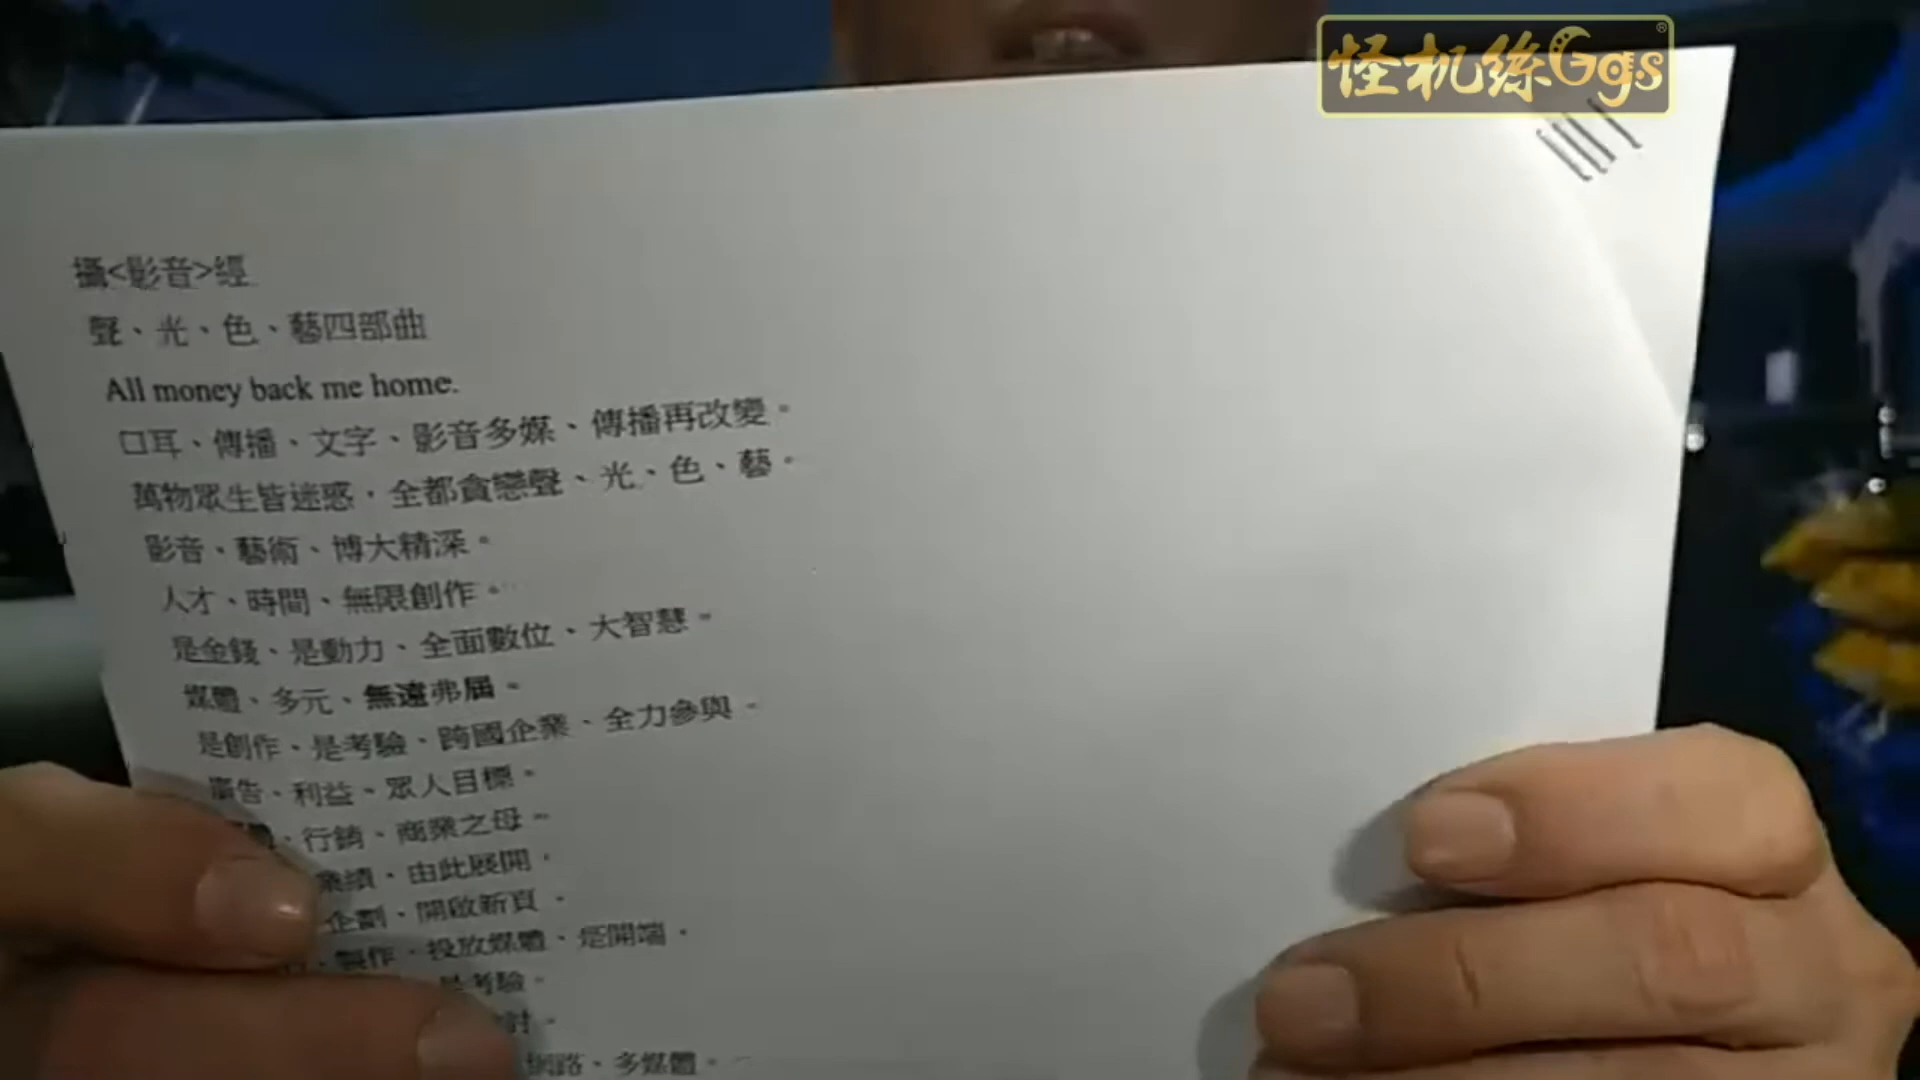 怪机絲Ggs®
攝<影音>經
聲、光、色、藝四部曲
All money back me home.
口耳、傳播、文字、影音多媒、傳播再改變。
萬物眾生皆迷惑，全都貪戀聲、光、色、藝。
影音、藝術、博大精深。
人才、時間、無限創作。
是金錢、是動力、全面數位、大智慧。
媒體、多元、無遠弗屆。
是創作、是考驗、跨國企業、全力參與。
廣告、利益、眾人目標。
、行銷、商業之母。
業績，由此展開。
企劃、開啟新頁。
、製作，投放媒體、是開端。
是考驗。
計。
網路、多媒體。